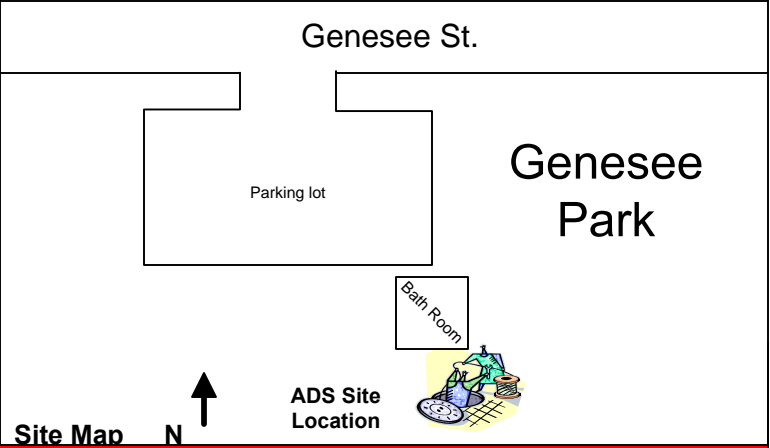 Genesee St.
Parking lot
Genesee
Park
Bath Room
ADS Site
Location
Site Map N